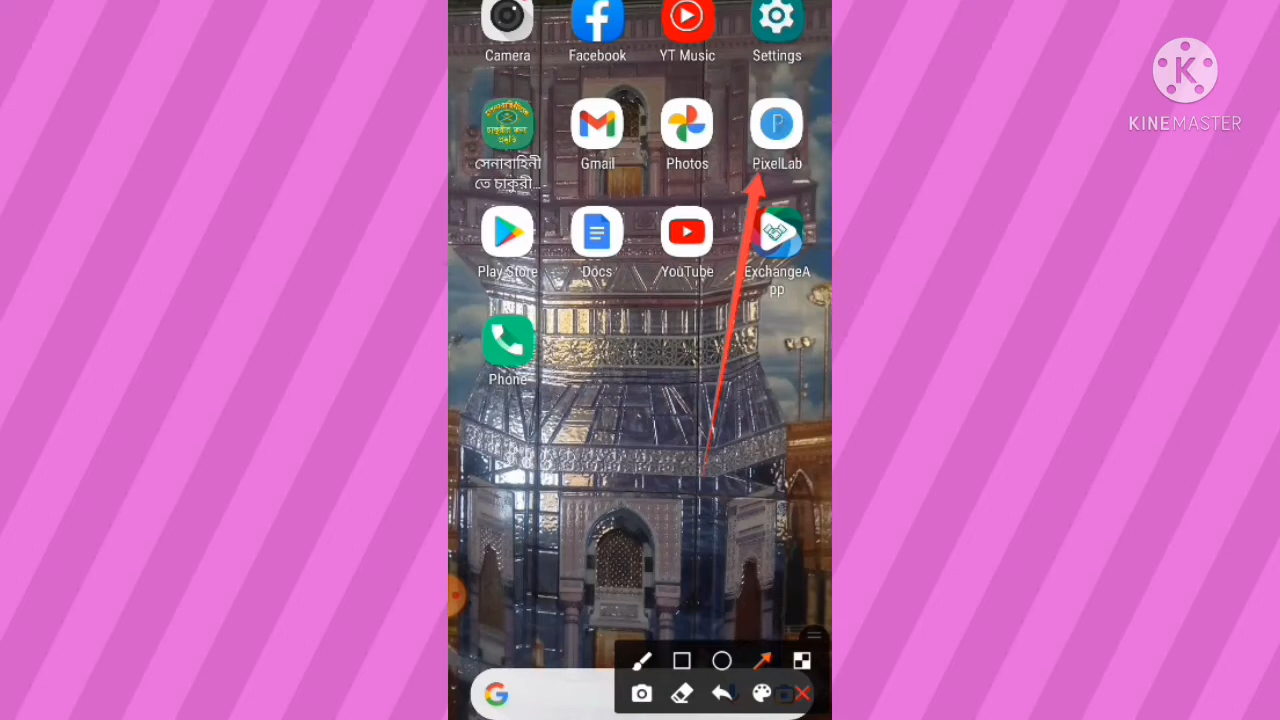 Camera
Facebook
YT Music
Settings
KINEMASTER
সেনাবাহিনী
তে চাকুরী...
Gmail
Photos
PixelLab
Play Store
Docs
YouTube
ExchangeA
pp
Phone